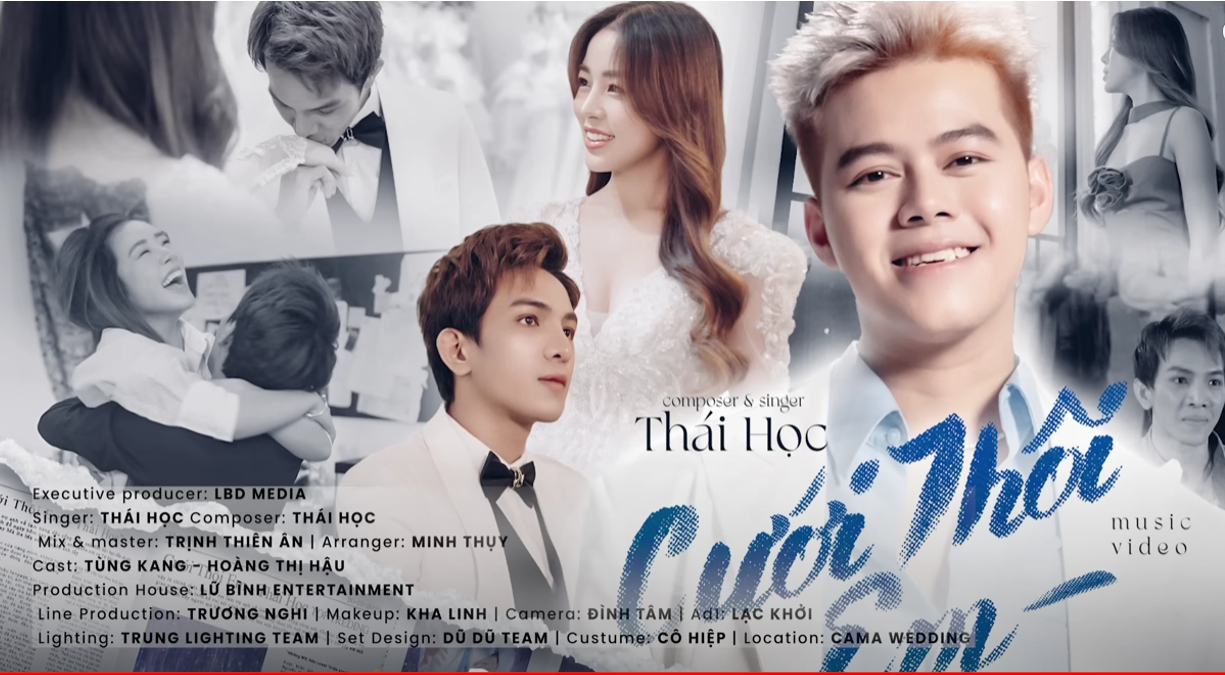 composer & singer
Thái Học
Cưới Thôi
Em
music
video
Executive producer: LBD MEDIA
Singer: THÁI HỌC Composer: THÁI HỌC
Mix & master: TRỊNH THIÊN ÂN | Arranger: MINH THỤY
Cast: TÙNG KANG - HOÀNG THỊ HẬU
Production House: LŨ BÌNH ENTERTAINMENT
Line Production: TRƯƠNG NGHI | Makeup: KHA LINH | Camera: ĐÌNH TÂM | Ad1: LẠC KHỞI
Lighting: TRUNG LIGHTING TEAM | Set Design: DŨ DŨ TEAM | Custume: CÔ HIỆP | Location: CAMA WEDDING